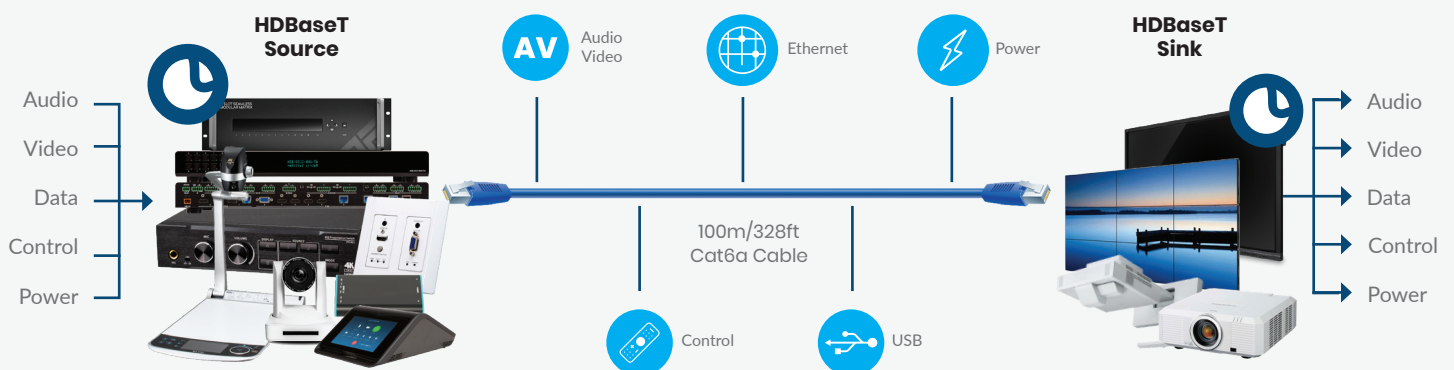 HDBaseT
Source
HDBaseT
Sink
AV
Audio
Video
Ethernet
Power
Audio
Video
Data
Control
Power
100m/328ft
Cat6a Cable
Control
USB
Audio
Video
Data
Control
Power